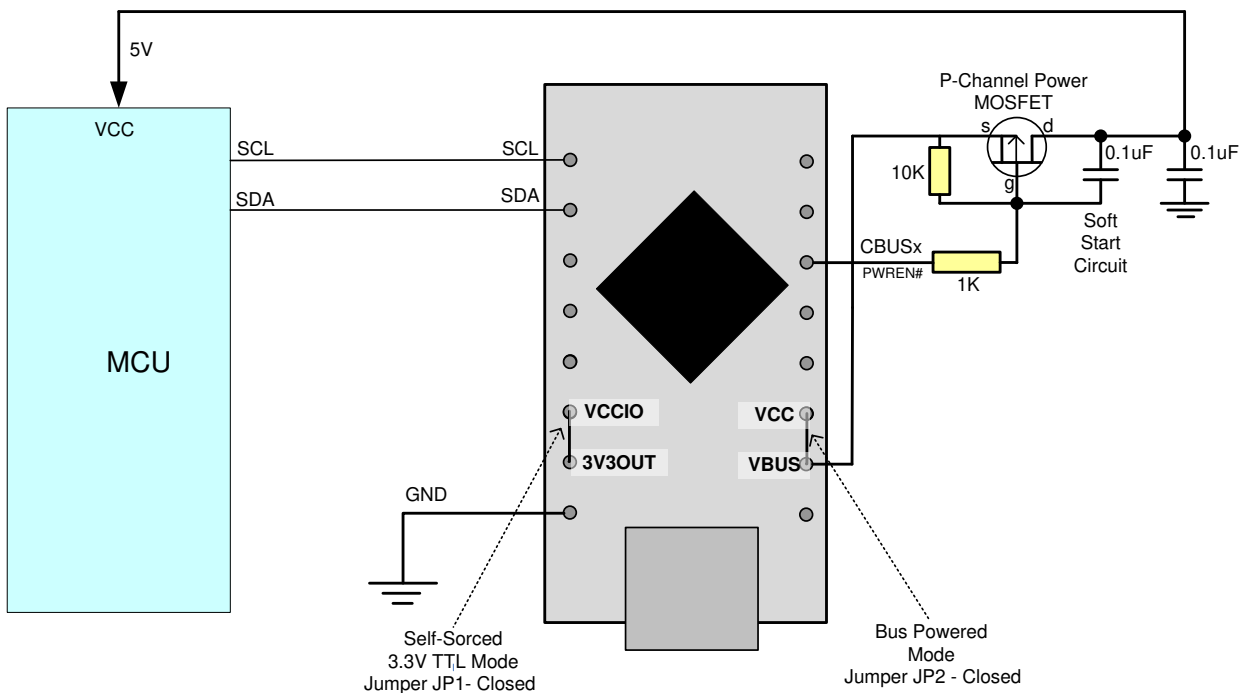 5V
VCC
MCU
SCL
SDA
SCL
SDA
P-Channel Power
MOSFET
s
d
g
10K
0.1uF
0.1uF
Soft
Start
Circuit
CBUSx
PWREN#
1K
VCCIO
3V3OUT
VCC
VBUS
GND
Self-Sorced
3.3V TTL Mode
Jumper JP1- Closed
Bus Powered
Mode
Jumper JP2 - Closed